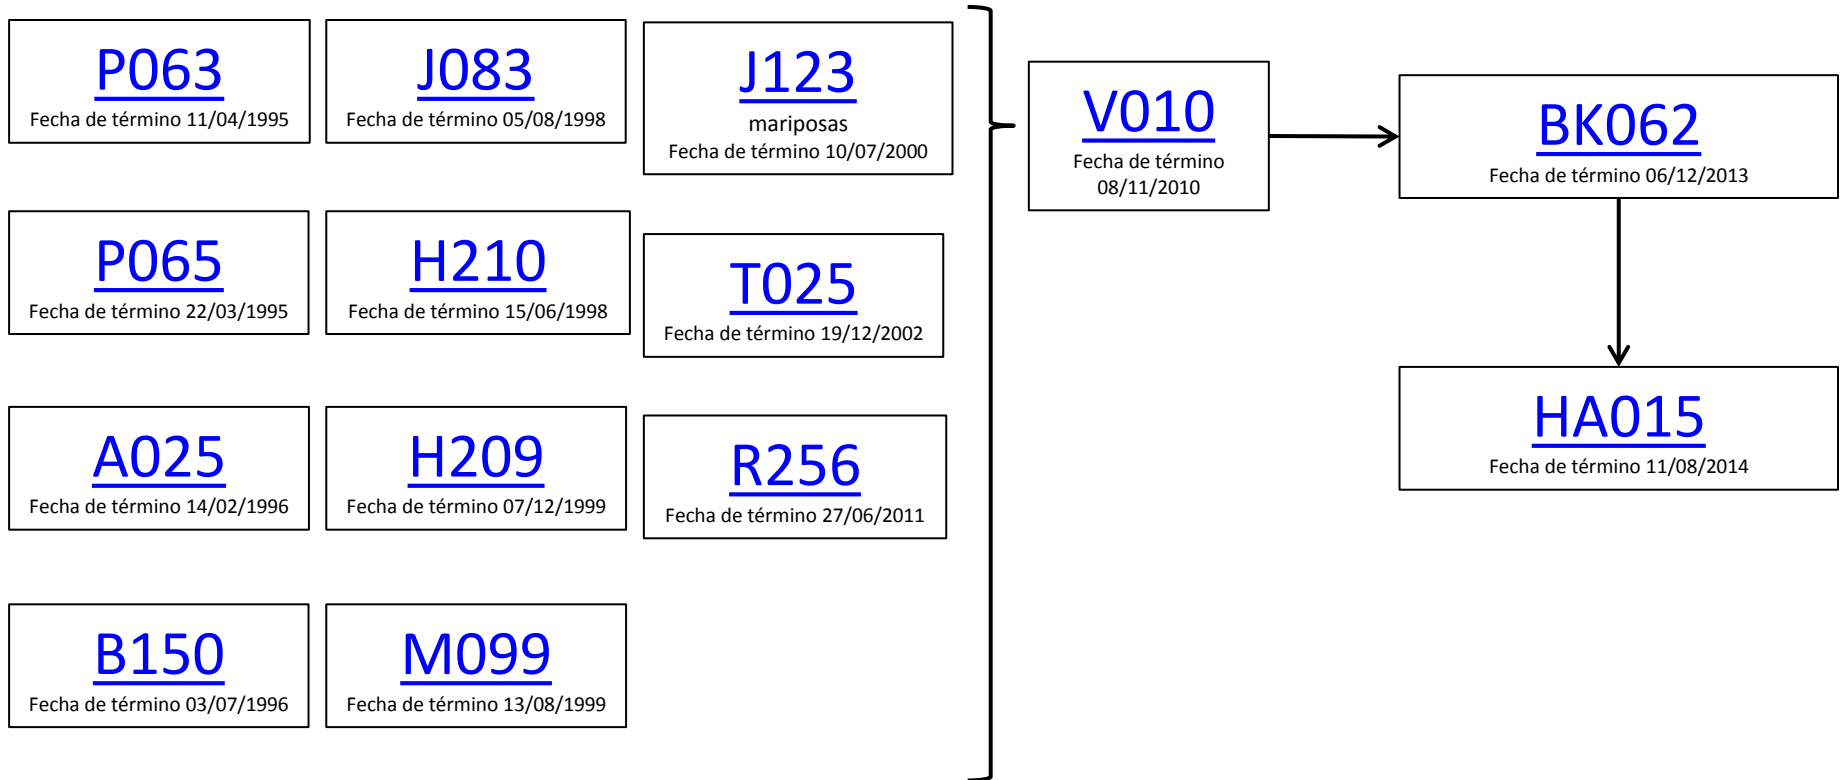 P063
Fecha de término 11/04/1995
J083
Fecha de término 05/08/1998
J123
mariposas
Fecha de término 10/07/2000
V010
Fecha de término
08/11/2010
BK062
Fecha de término 06/12/2013
P065
Fecha de término 22/03/1995
H210
Fecha de término 15/06/1998
T025
Fecha de término 19/12/2002
A025
Fecha de término 14/02/1996
H209
Fecha de término 07/12/1999
R256
Fecha de término 27/06/2011
HA015
Fecha de término 11/08/2014
B150
Fecha de término 03/07/1996
M099
Fecha de término 13/08/1999